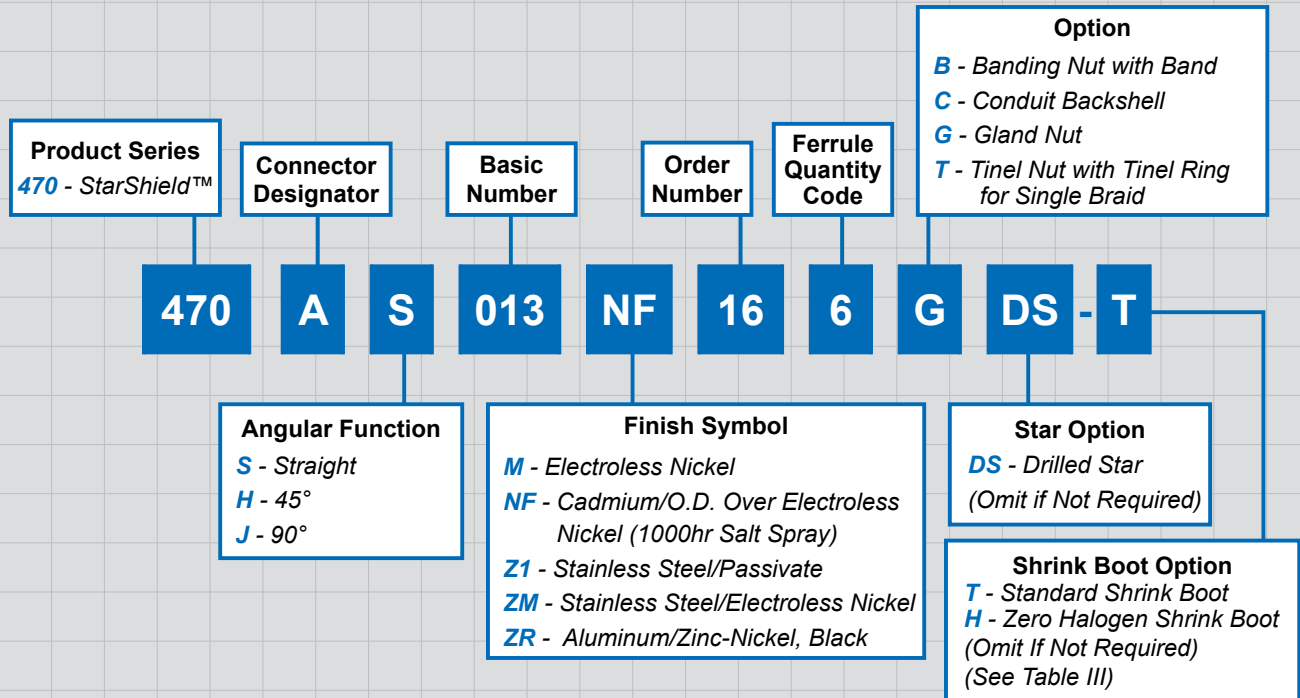 Option
B - Banding Nut with Band
C - Conduit Backshell
G - Gland Nut
T - Tinel Nut with Tinel Ring
for Single Braid
Product Series
470 - StarShield™
Connector
Designator
Basic
Number
Order
Number
Ferrule
Quantity
Code
470 A S 013 NF 16 6 G DS - T
Angular Function
S - Straight
H - 45°
J - 90°
Finish Symbol
M - Electroless Nickel
NF - Cadmium/O.D. Over Electroless
Nickel (1000hr Salt Spray)
Z1 - Stainless Steel/Passivate
ZM - Stainless Steel/Electroless Nickel
ZR - Aluminum/Zinc-Nickel, Black
Star Option
DS - Drilled Star
(Omit if Not Required)
Shrink Boot Option
T - Standard Shrink Boot
H - Zero Halogen Shrink Boot
(Omit If Not Required)
(See Table III)